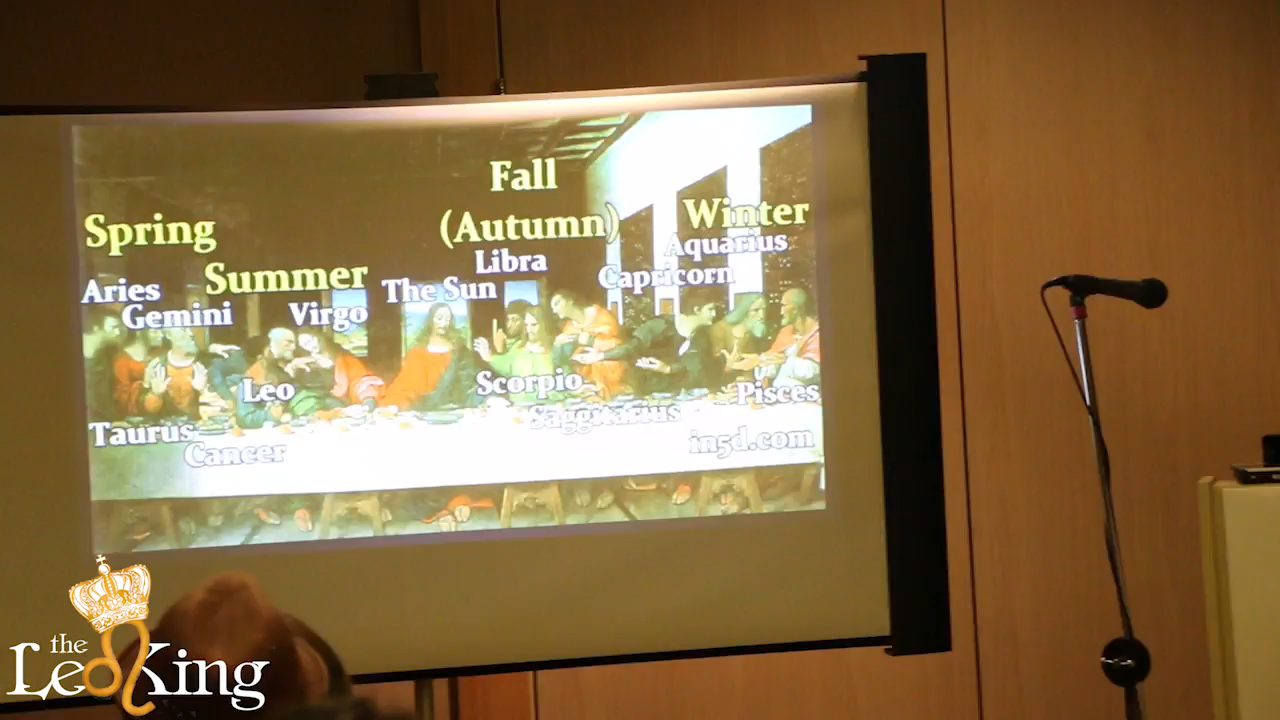 Fall
(Autumn)
Spring
Winter
Summer
Libra
Aquarius
Aries
The Sun
Capricorn
Gemini
Virgo
Leo
Scorpio
Pisces
Saggitarius
Taurus
Cancer
in5d.com
the
LeoKing